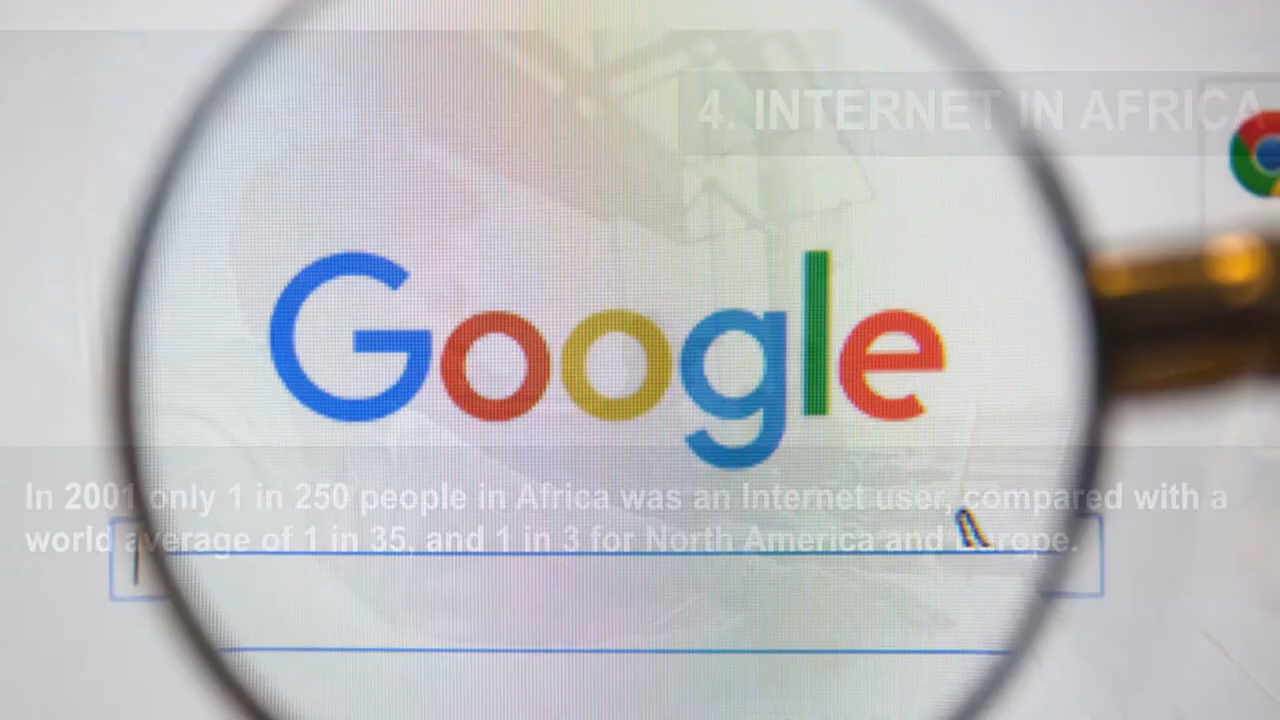 4. INTERNET IN AFRICA
Google
In 2001 only 1 in 250 people in Africa was an Internet user, compared with a
world average of 1 in 35, and 1 in 3 for North America and Europe.